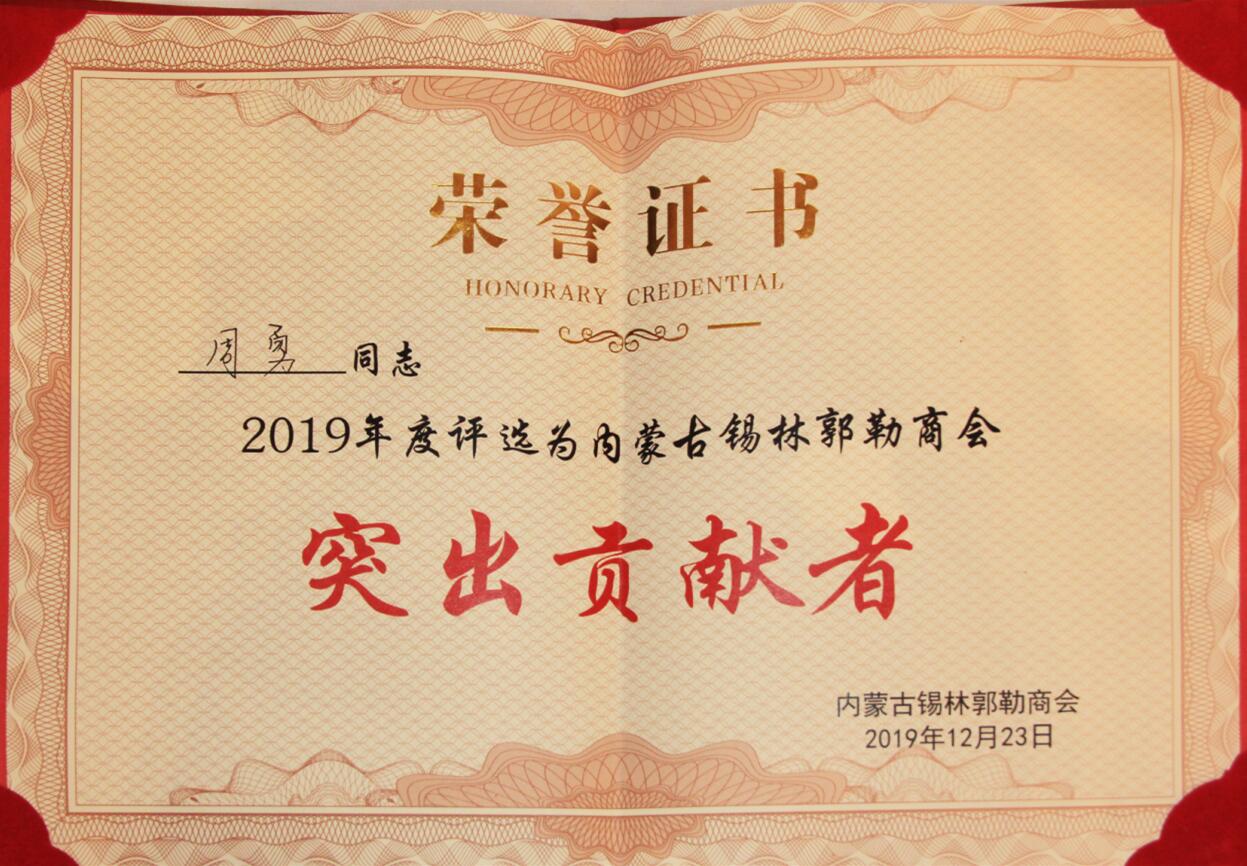 荣誉证书
HONORARY CREDENTIAL
周勇同志
2019年度评选为内蒙古锡林郭勒商会
突出贡献者
内蒙古锡林郭勒商会
2019年12月23日